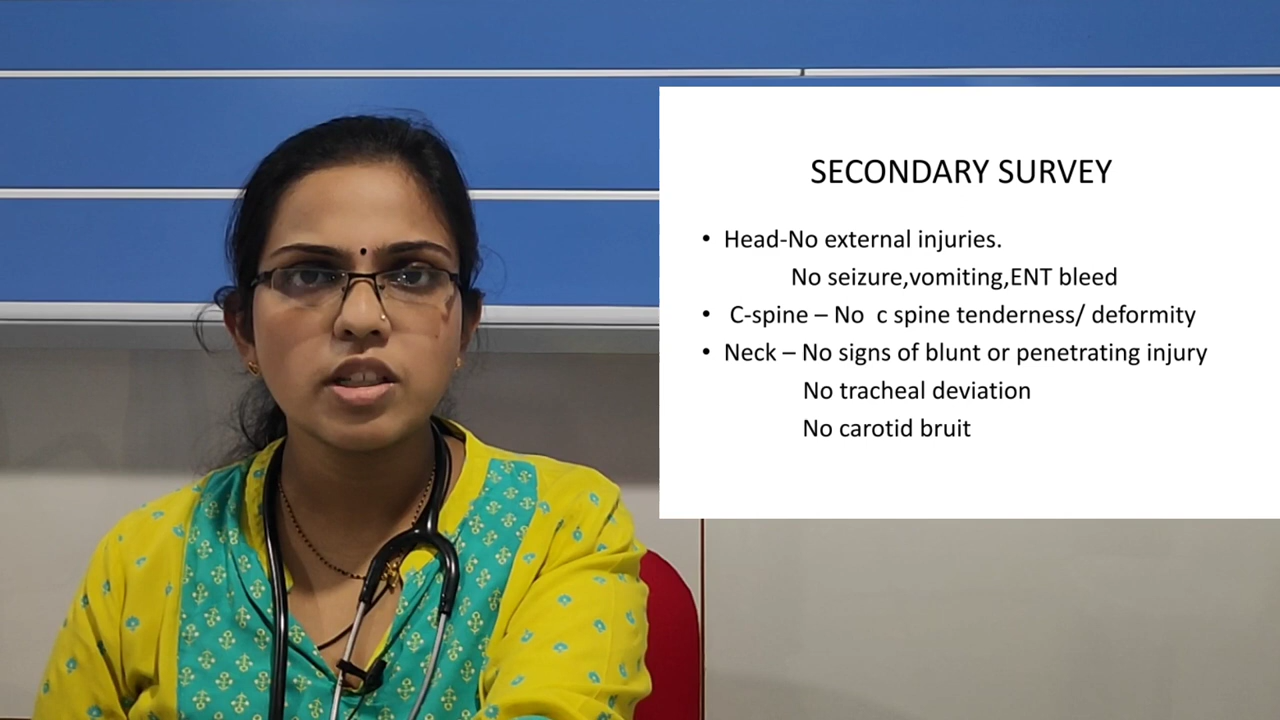 SECONDARY SURVEY
• Head-No external injuries.
No seizure,vomiting,ENT bleed
• C-spine – No c spine tenderness/ deformity
• Neck – No signs of blunt or penetrating injury
No tracheal deviation
No carotid bruit